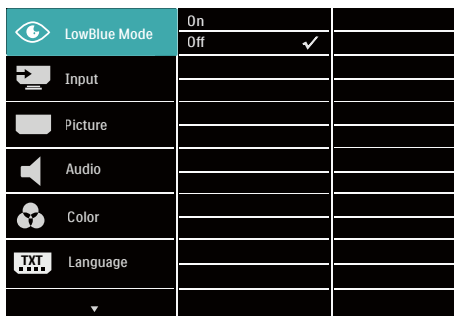 LowBlue Mode
On
Off
Input
Picture
Audio
Color
TXT
Language